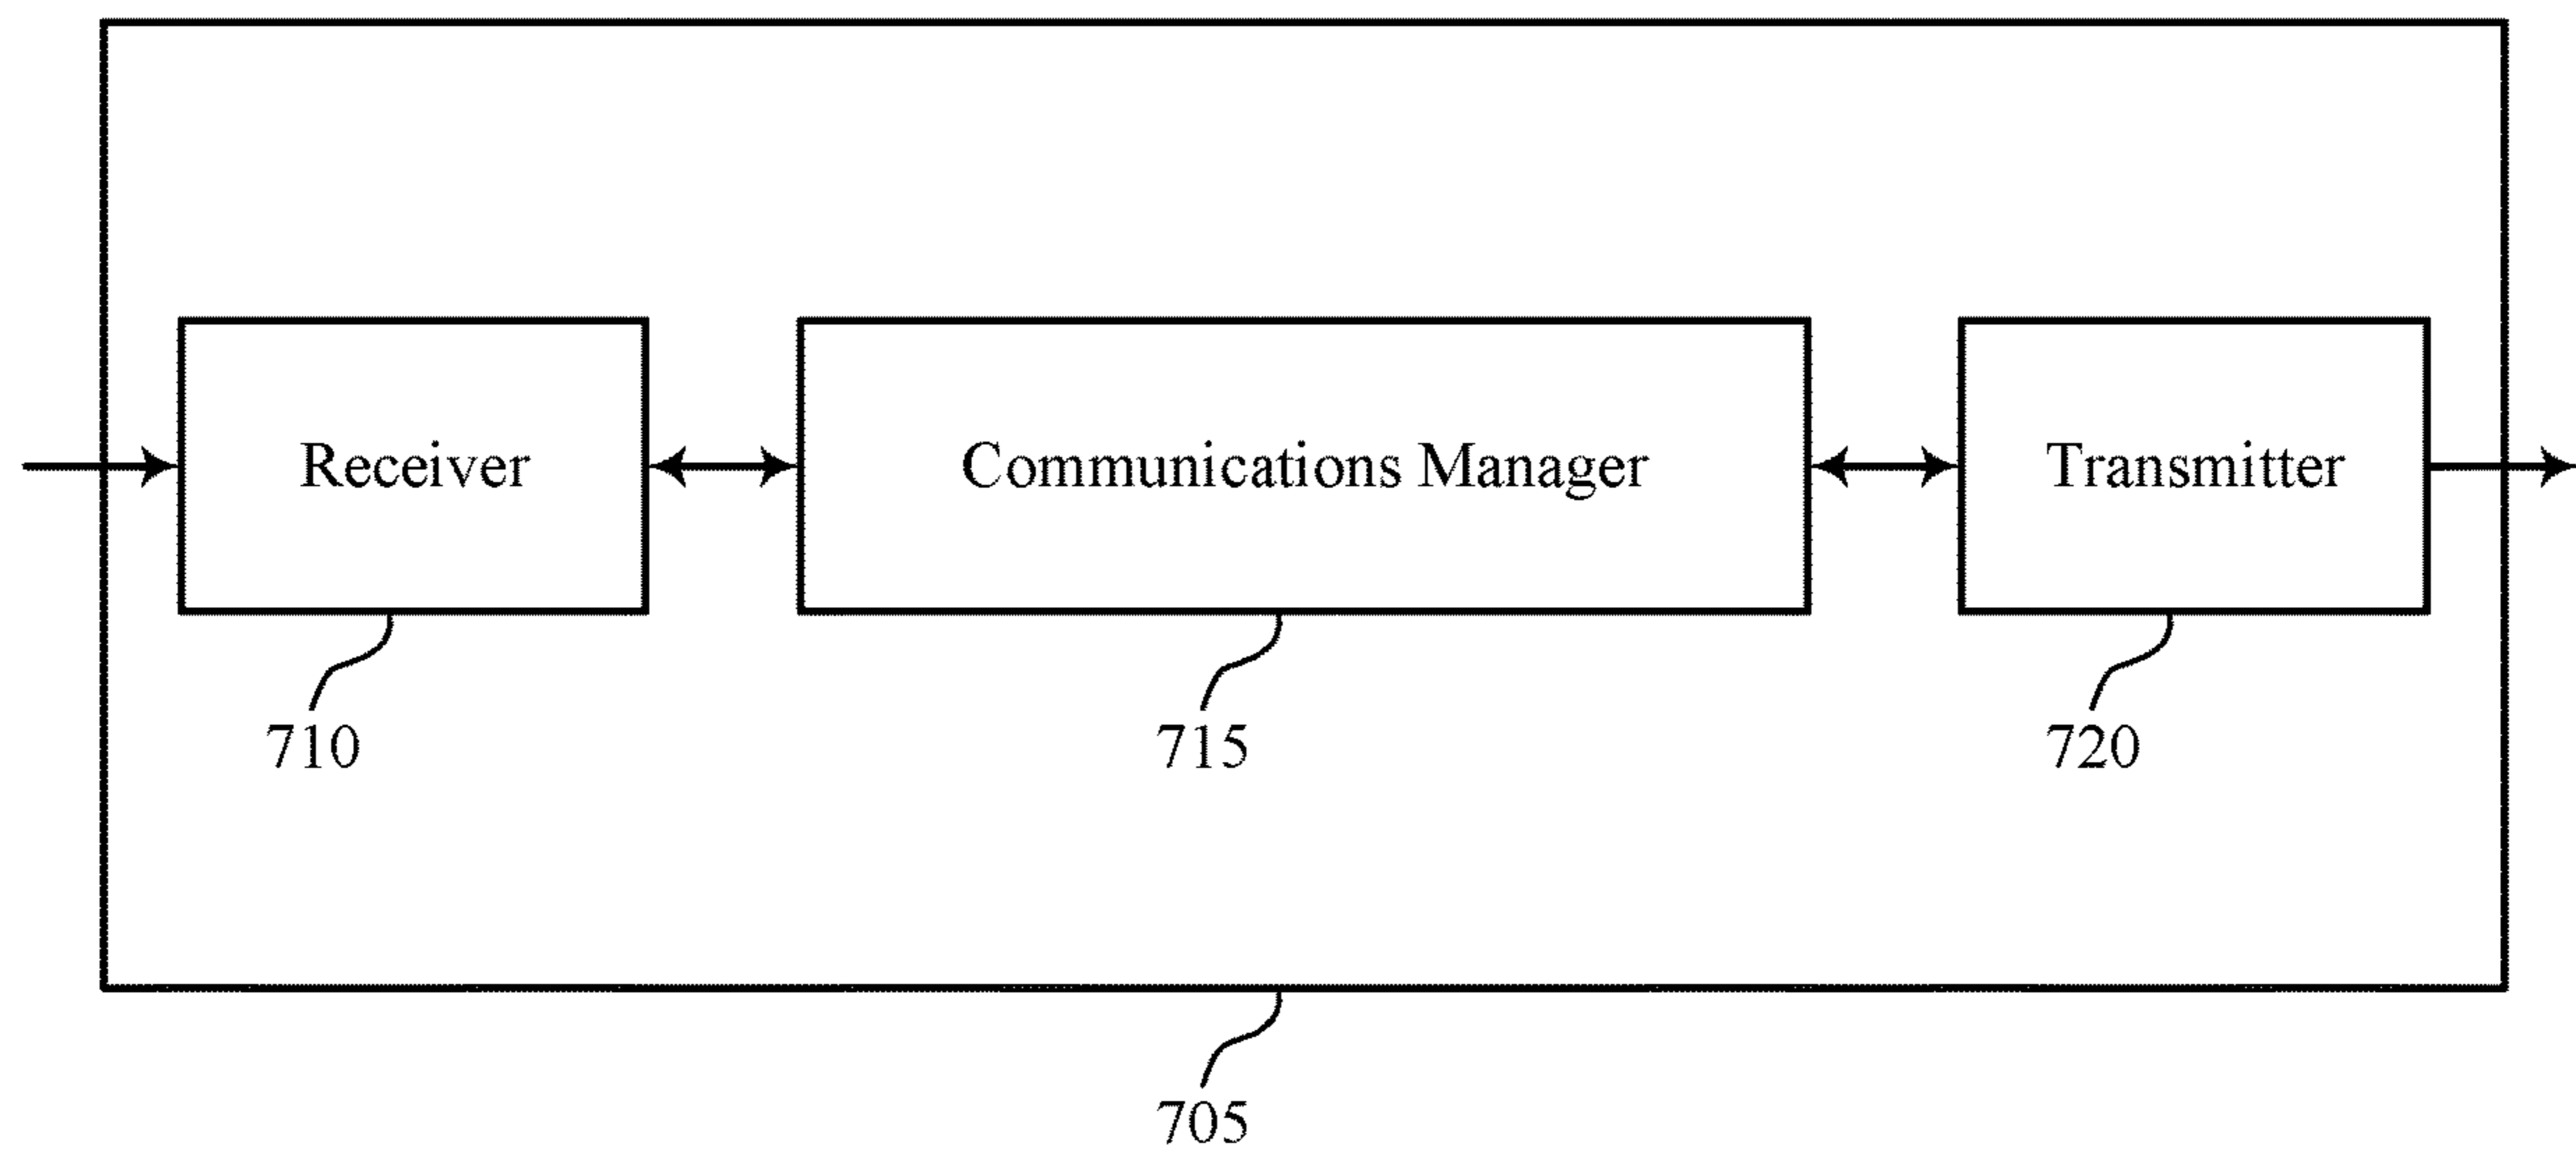 Receiver
Communications Manager
Transmitter
710
715
720
705